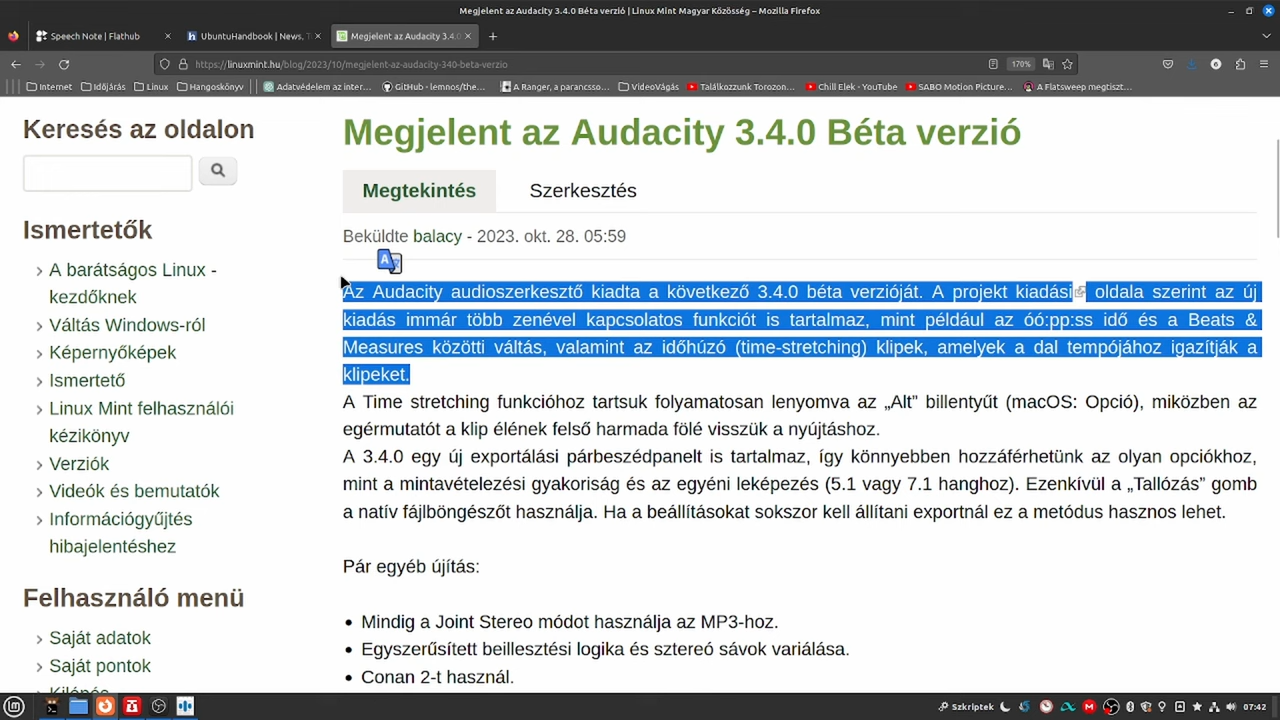 Megjelent az Audacity 3.4.0 Béta verzió | Linux Mint Magyar Közösség – Mozilla Firefox
Speech Note | Flathub
UbuntuHandbook | News, T
Megjelent az Audacity 3.4.0
https://linuxmint.hu/blog/2023/10/megjelent-az-audacity-340-beta-verzio
170%
Internet
Időjárás
Linux
Hangoskönyv
Adatvédelem az inter...
GitHub - lemnos/the...
A Ranger, a parancsso...
VideoVágás
Találkozzunk Torozon...
Chill Elek - YouTube
SABO Motion Picture...
A Flatsweep megtiszt...
Keresés az oldalon
Ismertetők
A barátságos Linux -
kezdőknek
Váltás Windows-ról
Képernyőképek
Ismertető
Linux Mint felhasználói
kézikönyv
Verziók
Videók és bemutatók
Információgyűjtés
hibajelentéshez
Felhasználó menü
Saját adatok
Saját pontok
Kilépés
Megjelent az Audacity 3.4.0 Béta verzió
Megtekintés
Szerkesztés
Beküldte balacy - 2023. okt. 28. 05:59
Az Audacity audioszerkesztő kiadta a következő 3.4.0 béta verzióját. A projekt kiadási oldala szerint az új
kiadás immár több zenével kapcsolatos funkciót is tartalmaz, mint például az óó:pp:ss idő és a Beats &
Measures közötti váltás, valamint az időhúzó (time-stretching) klipek, amelyek a dal tempójához igazítják a
klipeket.
A Time stretching funkcióhoz tartsuk folyamatosan lenyomva az „Alt” billentyűt (macOS: Opció), miközben az
egérmutatót a klip élének felső harmada fölé visszük a nyújtáshoz.
A 3.4.0 egy új exportálási párbeszédpanelt is tartalmaz, így könnyebben hozzáférhetünk az olyan opciókhoz,
mint a mintavételezési gyakoriság és az egyéni leképezés (5.1 vagy 7.1 hanghoz). Ezenkívül a „Tallózás” gomb
a natív fájlböngészőt használja. Ha a beállításokat sokszor kell állítani exportnál ez a metódus hasznos lehet.
Pár egyéb újítás:
Mindig a Joint Stereo módot használja az MP3-hoz.
Egyszerűsített beillesztési logika és sztereó sávok variálása.
Conan 2-t használ.
Szkriptek
07:42